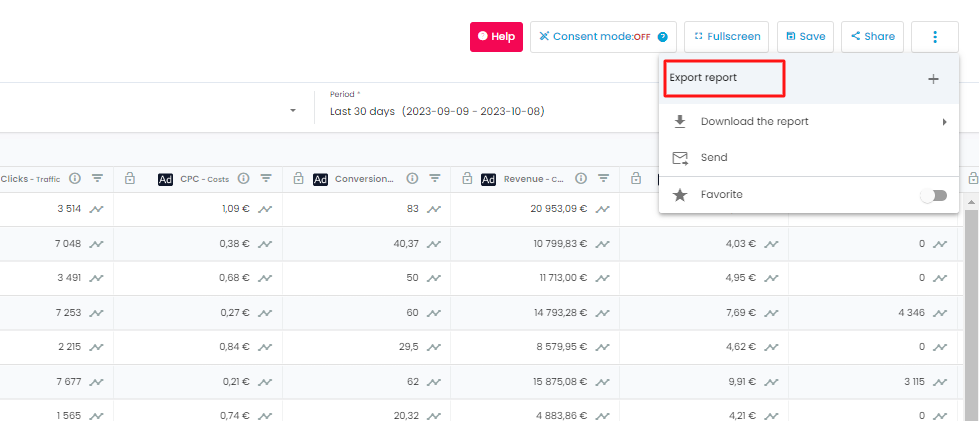 Help
Consent mode:OFF
Fullscreen
Save
Share
Export report
Period *
Last 30 days (2023-09-09 - 2023-10-08)
Download the report
Send
Favorite
Clicks - Traffic Ad CPC - Costs Ad Conversion... Ad Revenue - C...
3 514 1,09 € 83 20 953,09 €
7 048 0,38 € 40,37 10 799,83 € 4,03 € 0
3 491 0,68 € 50 11 713,00 € 4,95 € 0
7 253 0,27 € 60 14 793,28 € 7,69 € 4 346
2 215 0,84 € 29,5 8 579,95 € 4,62 € 0
7 677 0,21 € 62 15 875,08 € 9,91 € 3 115
1 565 0,74 € 20,32 4 883,86 € 4,21 € 0